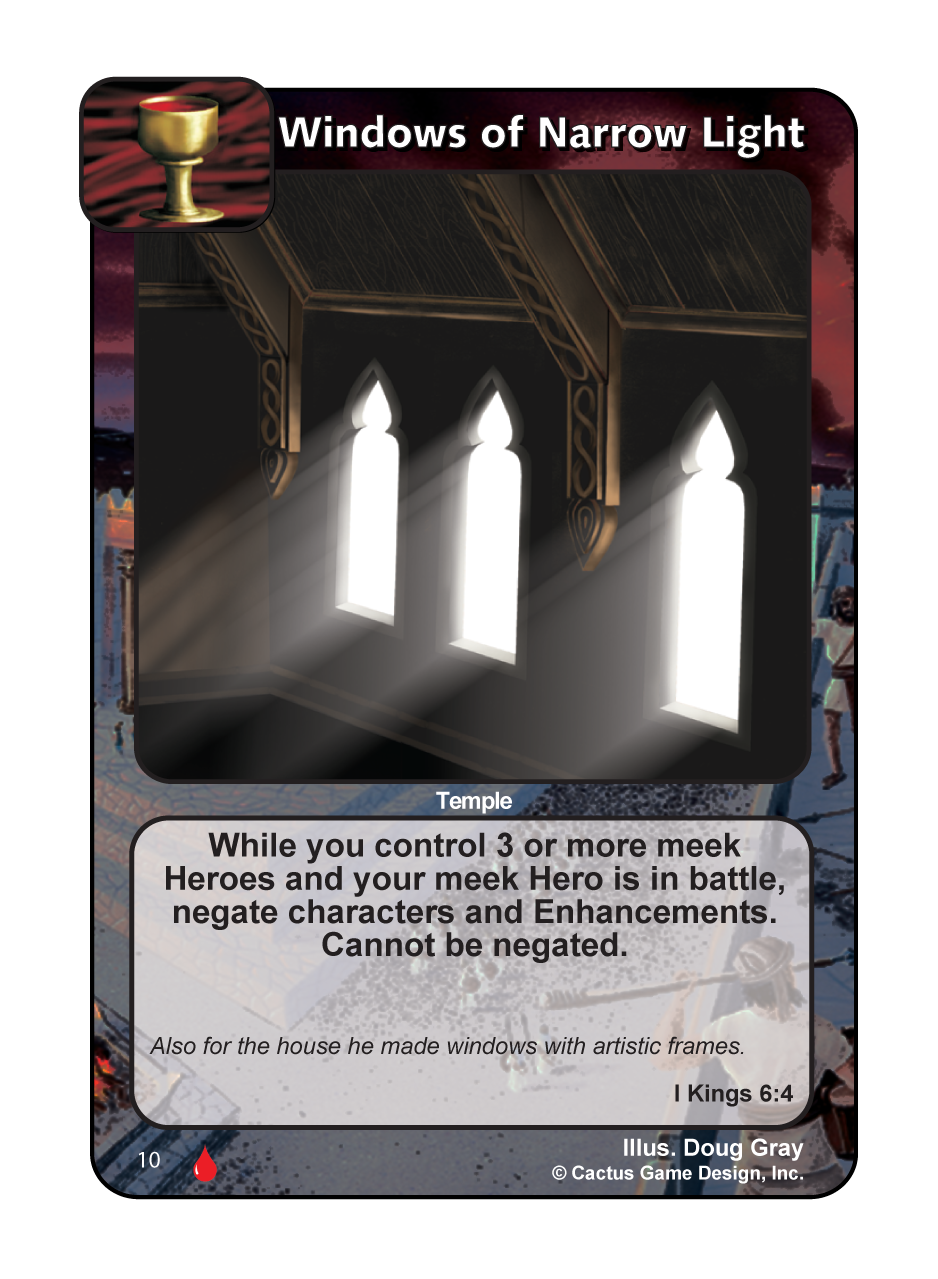 Windows of Narrow Light
Temple
While you control 3 or more meek
Heroes and your meek Hero is in battle,
negate characters and Enhancements.
Cannot be negated.
Also for the house he made windows with artistic frames.
I Kings 6:4
10
Illus. Doug Gray
© Cactus Game Design, Inc.